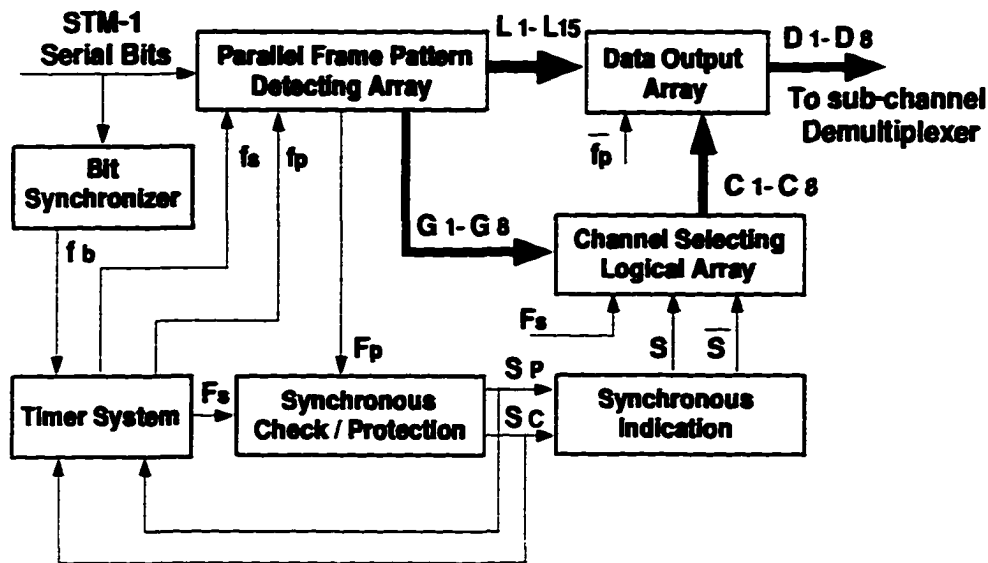 STM-1
Serial Bits
Parallel Frame Pattern
Detecting Array
L 1- L15
Data Output
Array
D 1- D 8
To sub-channel
Demultiplexer
Bit
Synchronizer
fs
fp
f̅p̅
C 1- C 8
f b
G 1- G 8
Channel Selecting
Logical Array
Fs
S
S̅
Fp
Timer System
Fs
Synchronous
Check / Protection
S P
S C
Synchronous
Indication